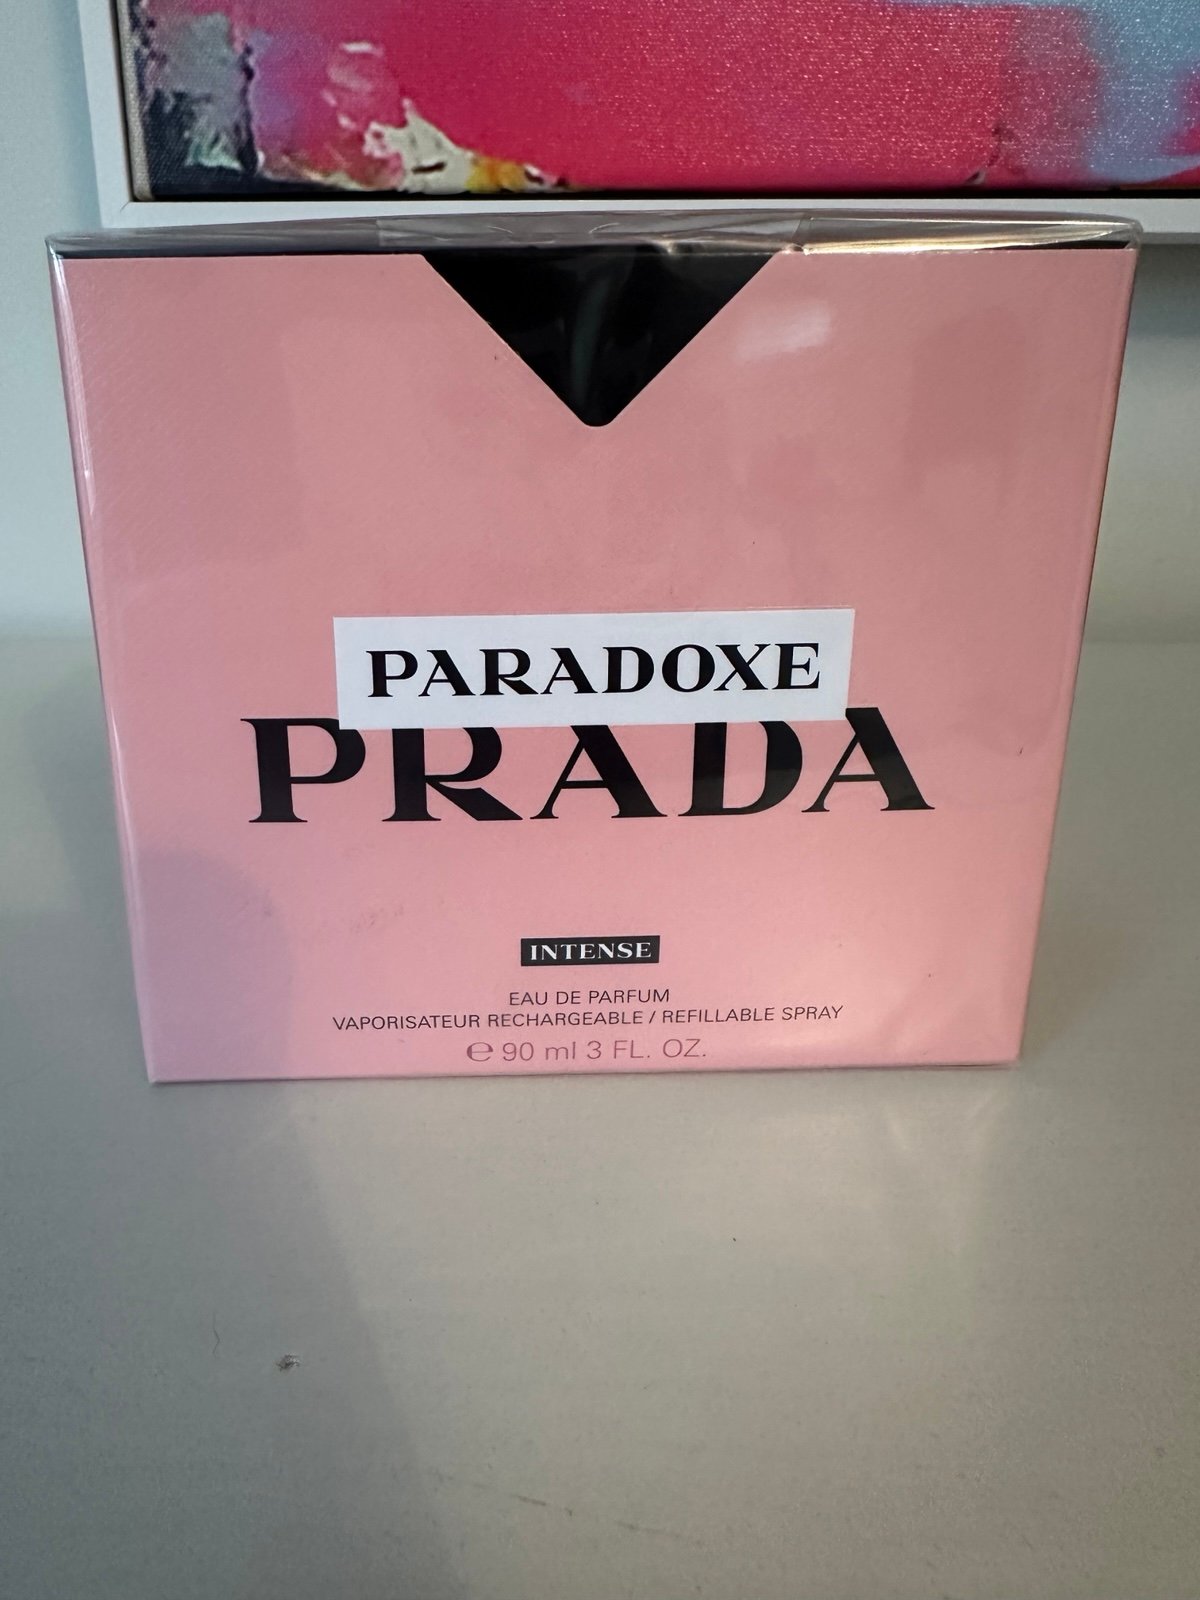 PARADOXE
PRADA
INTENSE
EAU DE PARFUM
VAPORISATEUR RECHARGEABLE / REFILLABLE SPRAY
℮ 90 ml 3 FL. OZ.